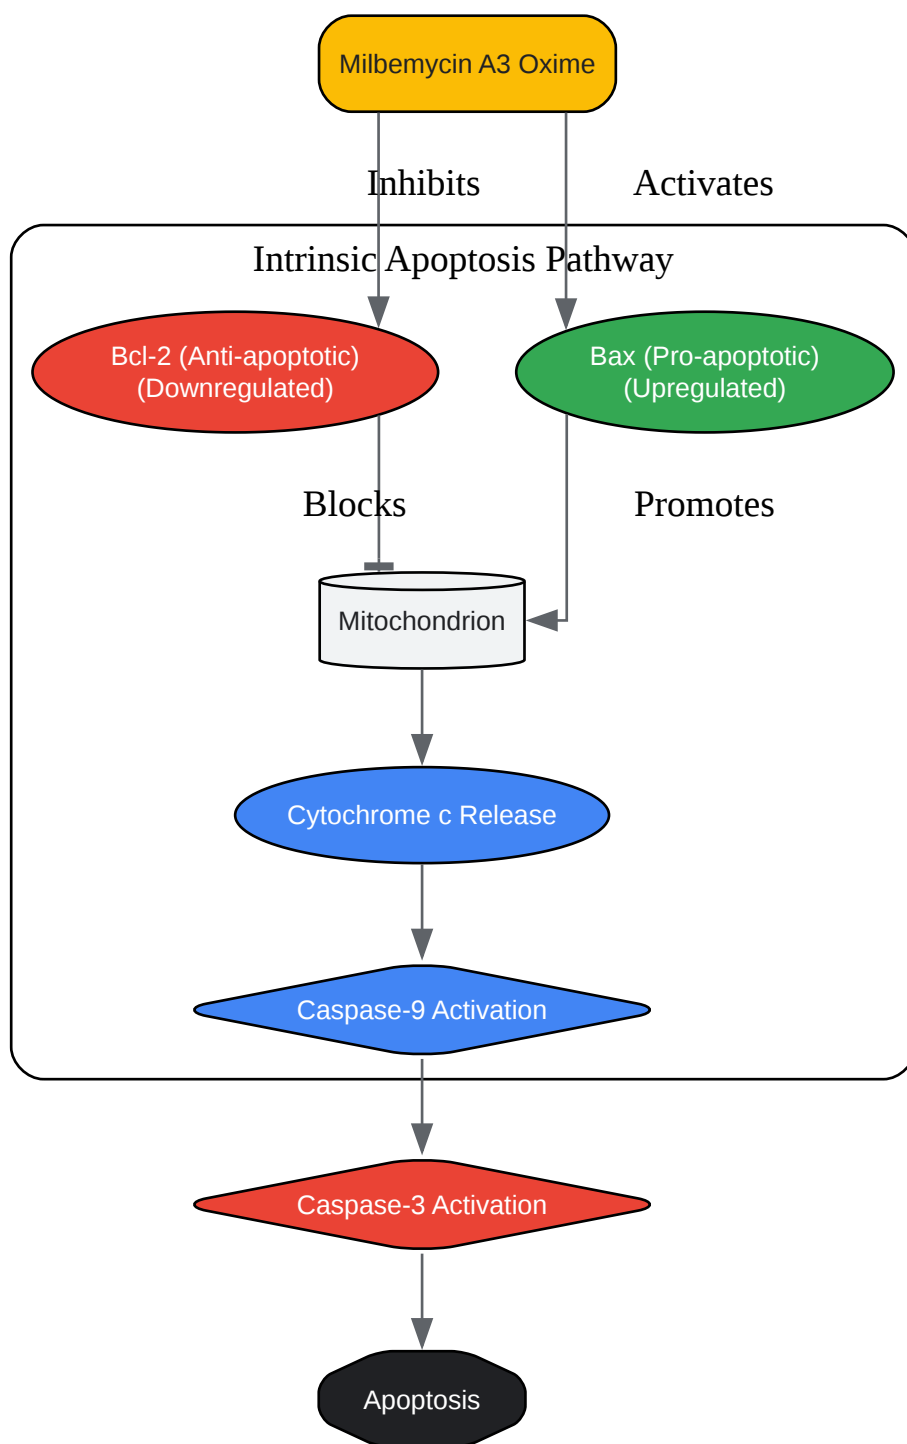 Milbemycin A3 Oxime
Inhibits
Activates
Intrinsic Apoptosis Pathway
Bcl-2 (Anti-apoptotic)
(Downregulated)
Bax (Pro-apoptotic)
(Upregulated)
Blocks
Promotes
Mitochondrion
Cytochrome c Release
Caspase-9 Activation
Caspase-3 Activation
Apoptosis